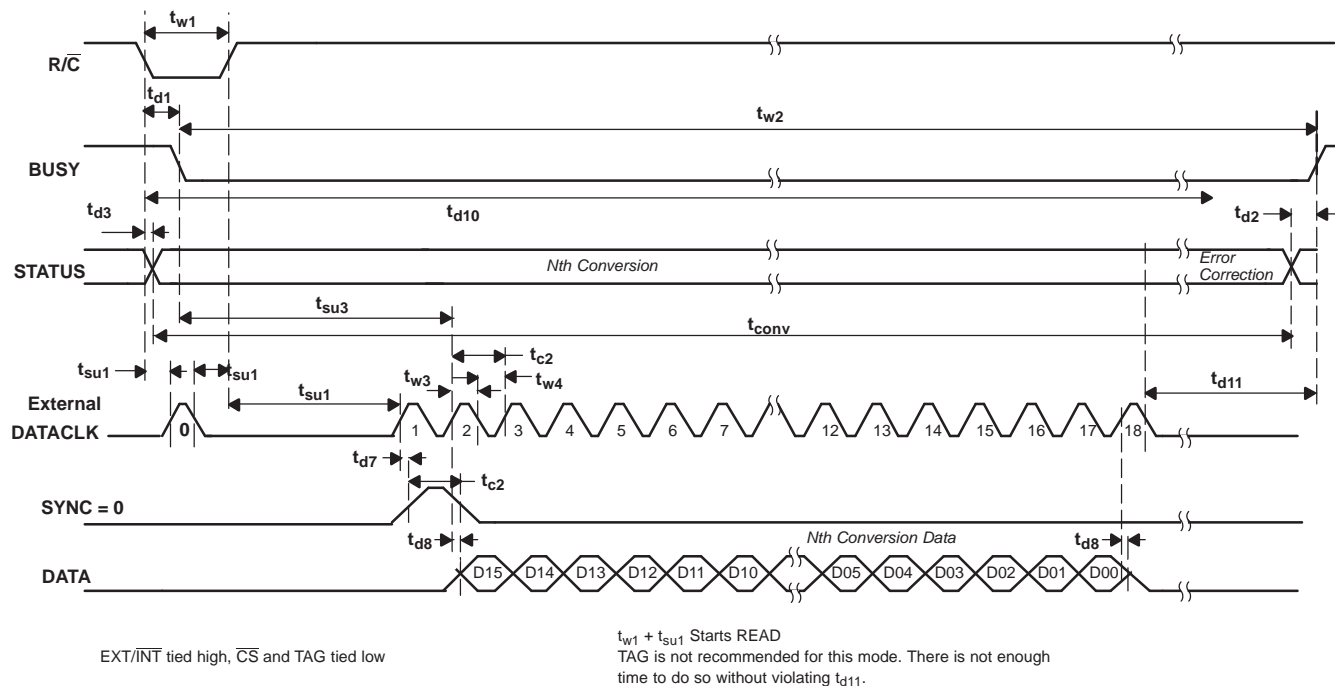 tw1
R/C
td1
tw2
BUSY
td3
td10
td2
STATUS
Nth Conversion
Error
Correction
tsu3
tconv
tc2
tsu1
tsu1
tw3
tw4
td11
External
DATACLK
tsu1
0
1 2 3 4 5 6 7 12 13 14 15 16 17 18
td7
tc2
SYNC = 0
td8
Nth Conversion Data
td8
DATA
D15 D14 D13 D12 D11 D10 D05 D04 D03 D02 D01 D00
EXT/INT tied high, CS and TAG tied low
tw1 + tsu1 Starts READ
TAG is not recommended for this mode. There is not enough
time to do so without violating td11.